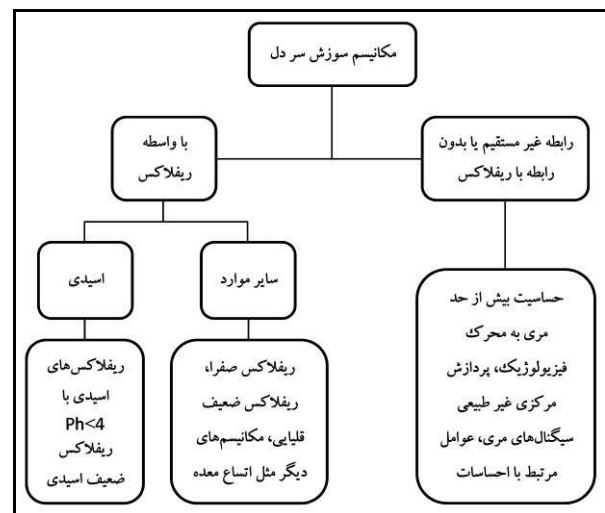 مکانیسم سوزش سر دل
رابطه غیر مستقیم یا بدون
رابطه با ریفلاکس
با واسطه
ریفلاکس
حساسیت بیش از حد
مری به محرک
فیزیولوژیک، پردازش
مرکزی غیر طبیعی
سیگنال‌های مری، عوامل
مرتبط با احساسات
سایر موارد
اسیدی
ریفلاکس صفرا،
ریفلاکس ضعیف
قلیایی، مکانیسم‌های
دیگر مثل اتساع معده
ریفلاکس‌های
اسیدی با
Ph<4
ریفلاکس
ضعیف اسیدی